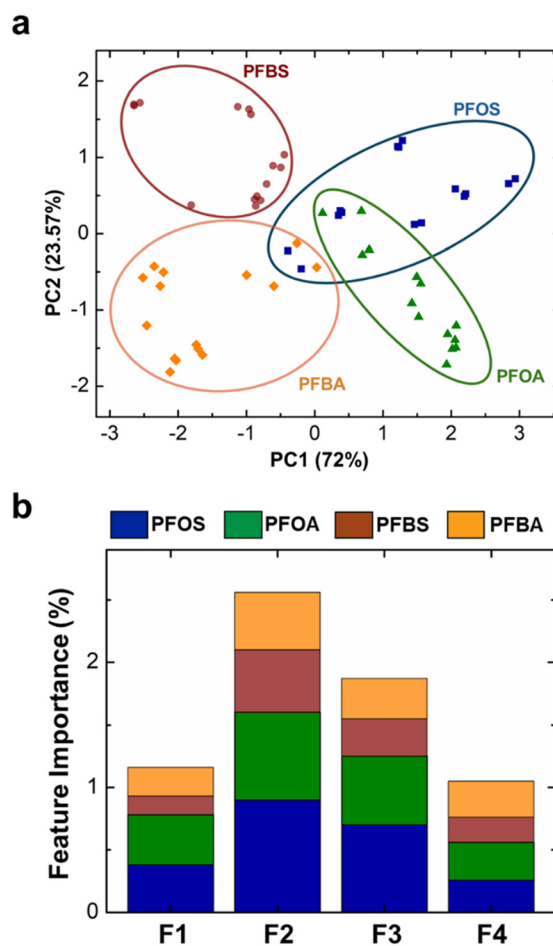 a
PFBS
PFOS
PFOA
PFBA
PC2 (23.57%)
2
1
0
-1
-2
-3 -2 -1 0 1 2 3
PC1 (72%)
b
PFOS PFOA PFBS PFBA
Feature Importance (%)
2
1
0
F1 F2 F3 F4